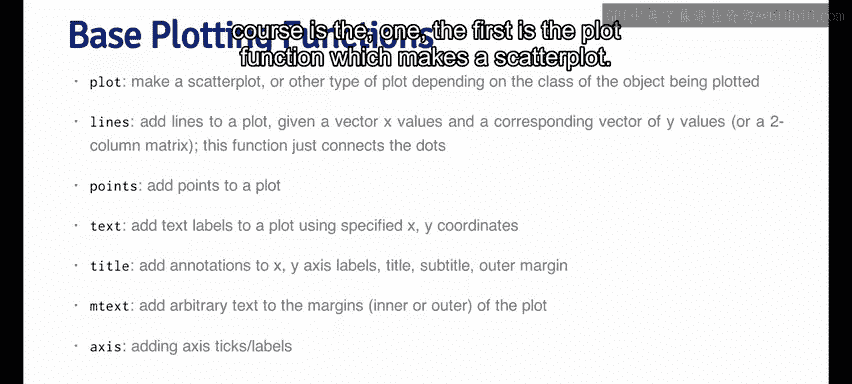 Base Plotting Functions
course is the, one, the first is the plot
function which makes a scatterplot.
· plot: make a scatterplot, or other type of plot depending on the class of the object being plotted
· lines: add lines to a plot, given a vector x values and a corresponding vector of y values (or a 2-
column matrix); this function just connects the dots
· points: add points to a plot
· text: add text labels to a plot using specified x, y coordinates
· title: add annotations to x, y axis labels, title, subtitle, outer margin
· mtext: add arbitrary text to the margins (inner or outer) of the plot
· axis: adding axis ticks/labels